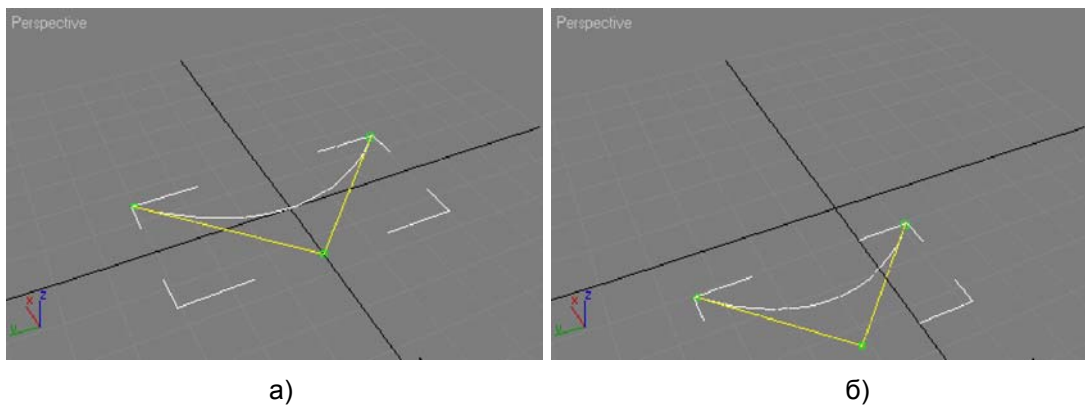 Perspective
x z
y
Perspective
x z
y
а)
б)